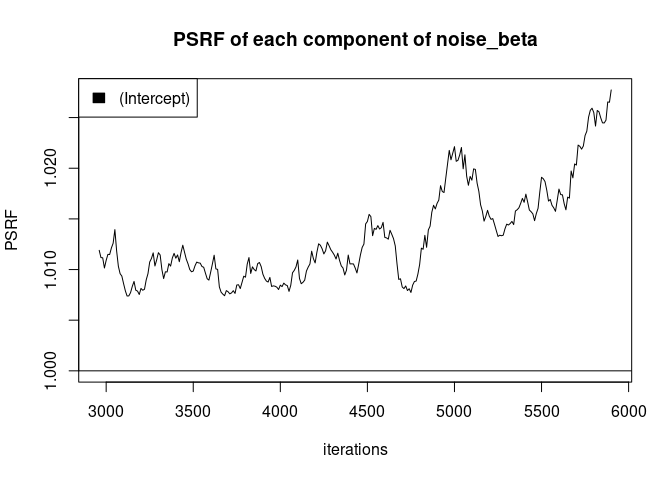 PSRF of each component of noise_beta
(Intercept)
PSRF
1.000
1.010
1.020
3000 3500 4000 4500 5000 5500 6000
iterations